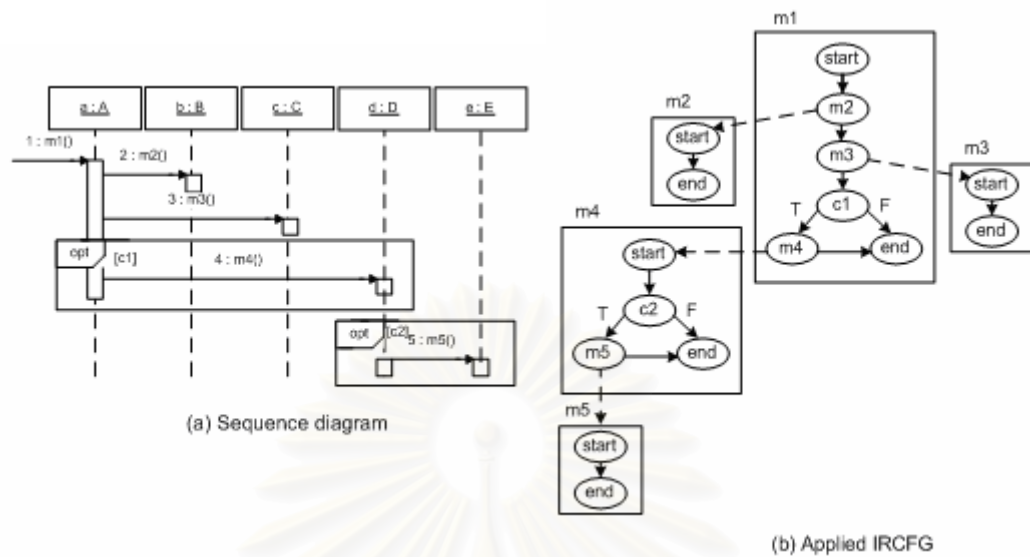 a : A
b : B
c : C
d : D
e : E
1 : m1()
2 : m2()
3 : m3()
opt
[c1]
4 : m4()
opt
[c2]
5 : m5()
(a) Sequence diagram
m1
start
m2
m3
c1
T
F
m4
end
m2
start
end
m3
start
end
m4
start
c2
T
F
m5
end
m5
start
end
(b) Applied IRCFG